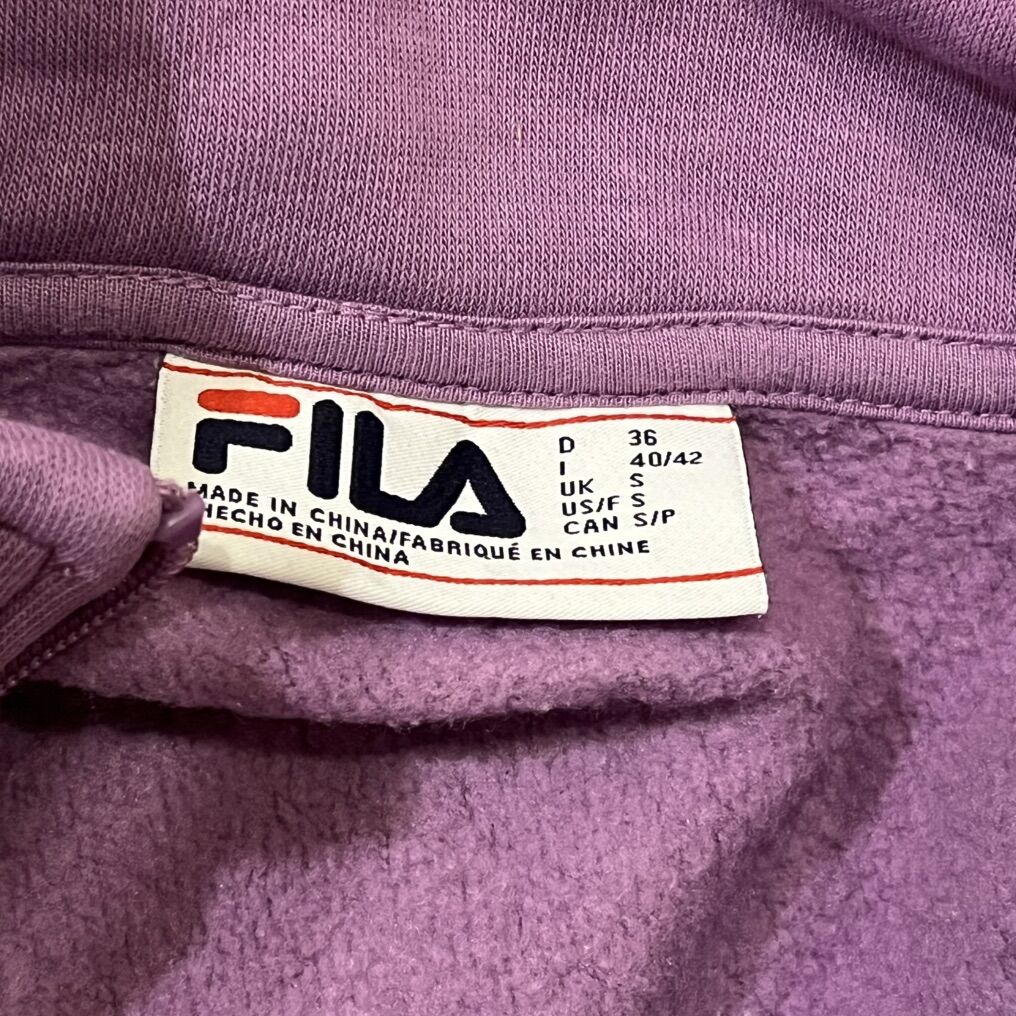 FILA
D 36
I 40/42
UK S
US/F S
CAN S/P
MADE IN CHINA/FABRIQUÉ EN CHINE
HECHO EN CHINA